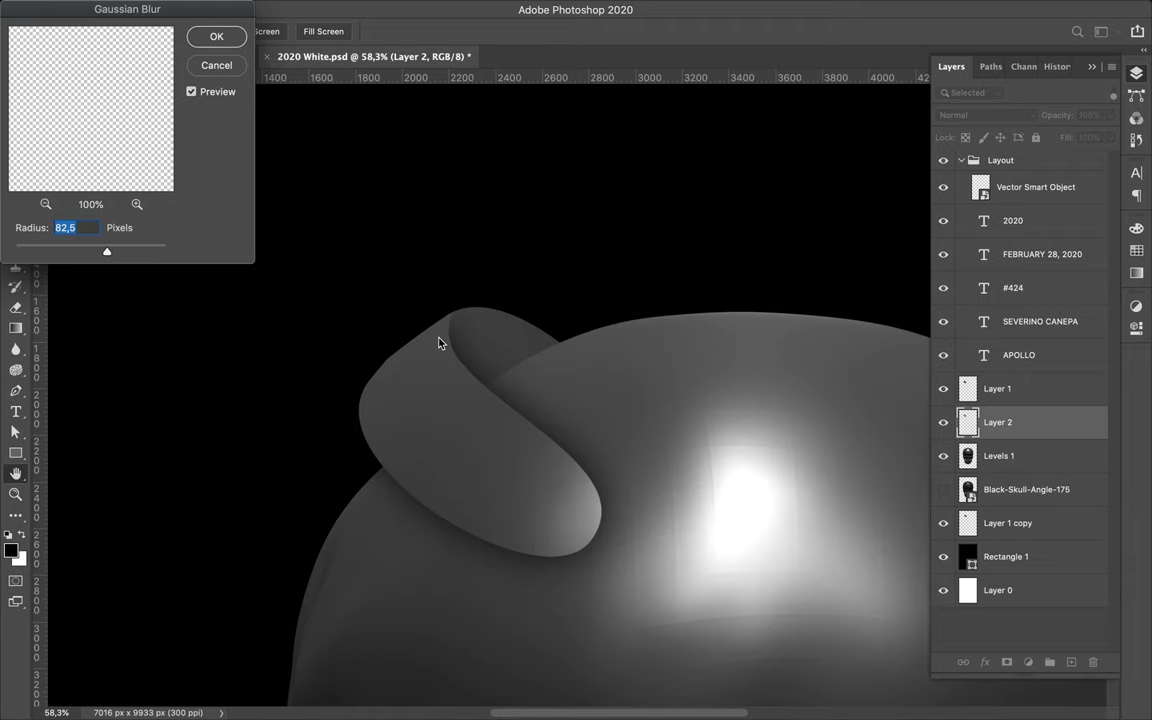 Gaussian Blur
Adobe Photoshop 2020
OK
Screen
Fill Screen
× 2020 White.psd @ 58,3% (Layer 2, RGB/8) *
Cancel
Layers Paths Chann Histor
1400 1600 1800 2000 2200 2400 2600 2800 3000 3200 3400 3600 3800 4000
Preview
Selected
Normal
Opacity: 100%
Lock:
Fill: 100%
Layout
Vector Smart Object
100%
2020
Radius: 82,5 Pixels
FEBRUARY 28, 2020
#424
SEVERINO CANEPA
APOLLO
Layer 1
Layer 2
Levels 1
Black-Skull-Angle-175
Layer 1 copy
Rectangle 1
Layer 0
fx
58,3% 7016 px x 9933 px (300 ppi)